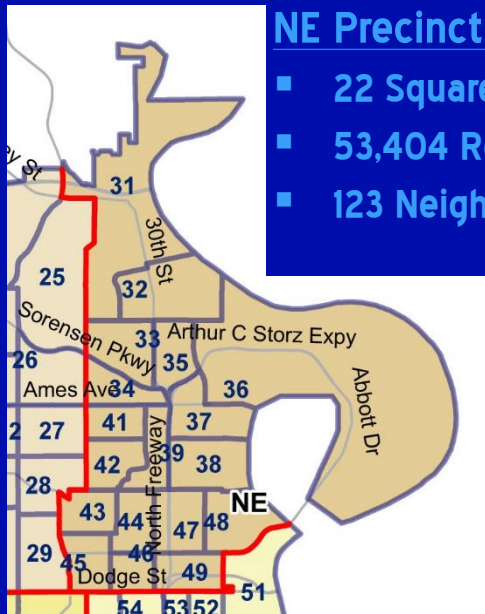 NE Precinct
▪ 22 Square
▪ 53,404 R
▪ 123 Neigh
ey St
31
30th St
25
32
Sorensen Pkwy
33
Arthur C Storz Expy
35
26
Ames Ave
34
36
Abbott Dr
2
27
41
37
42
39
38
28
North Freeway
NE
43
44
47
48
29
45
46
Dodge St
49
51
54
53
52